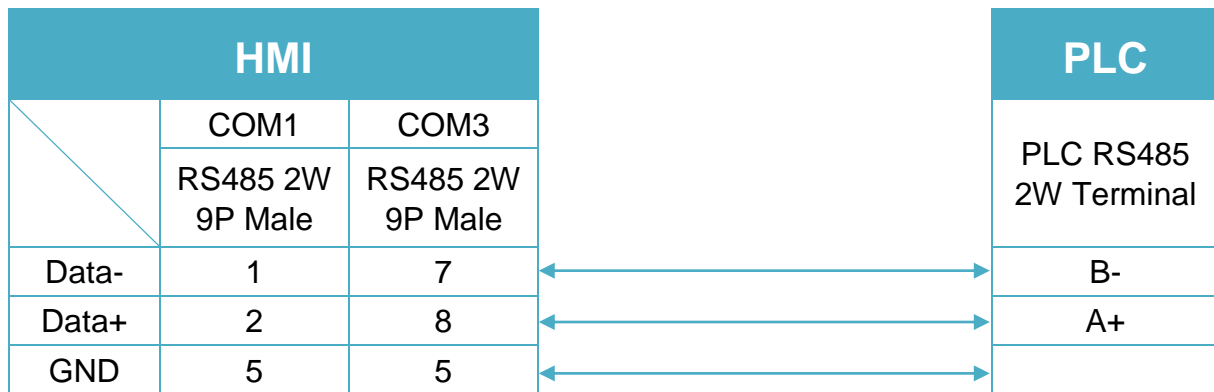 HMI PLC
COM1 COM3
PLC RS485
2W Terminal
RS485 2W RS485 2W
9P Male 9P Male
Data- 1 7 B-
Data+ 2 8 A+
GND 5 5